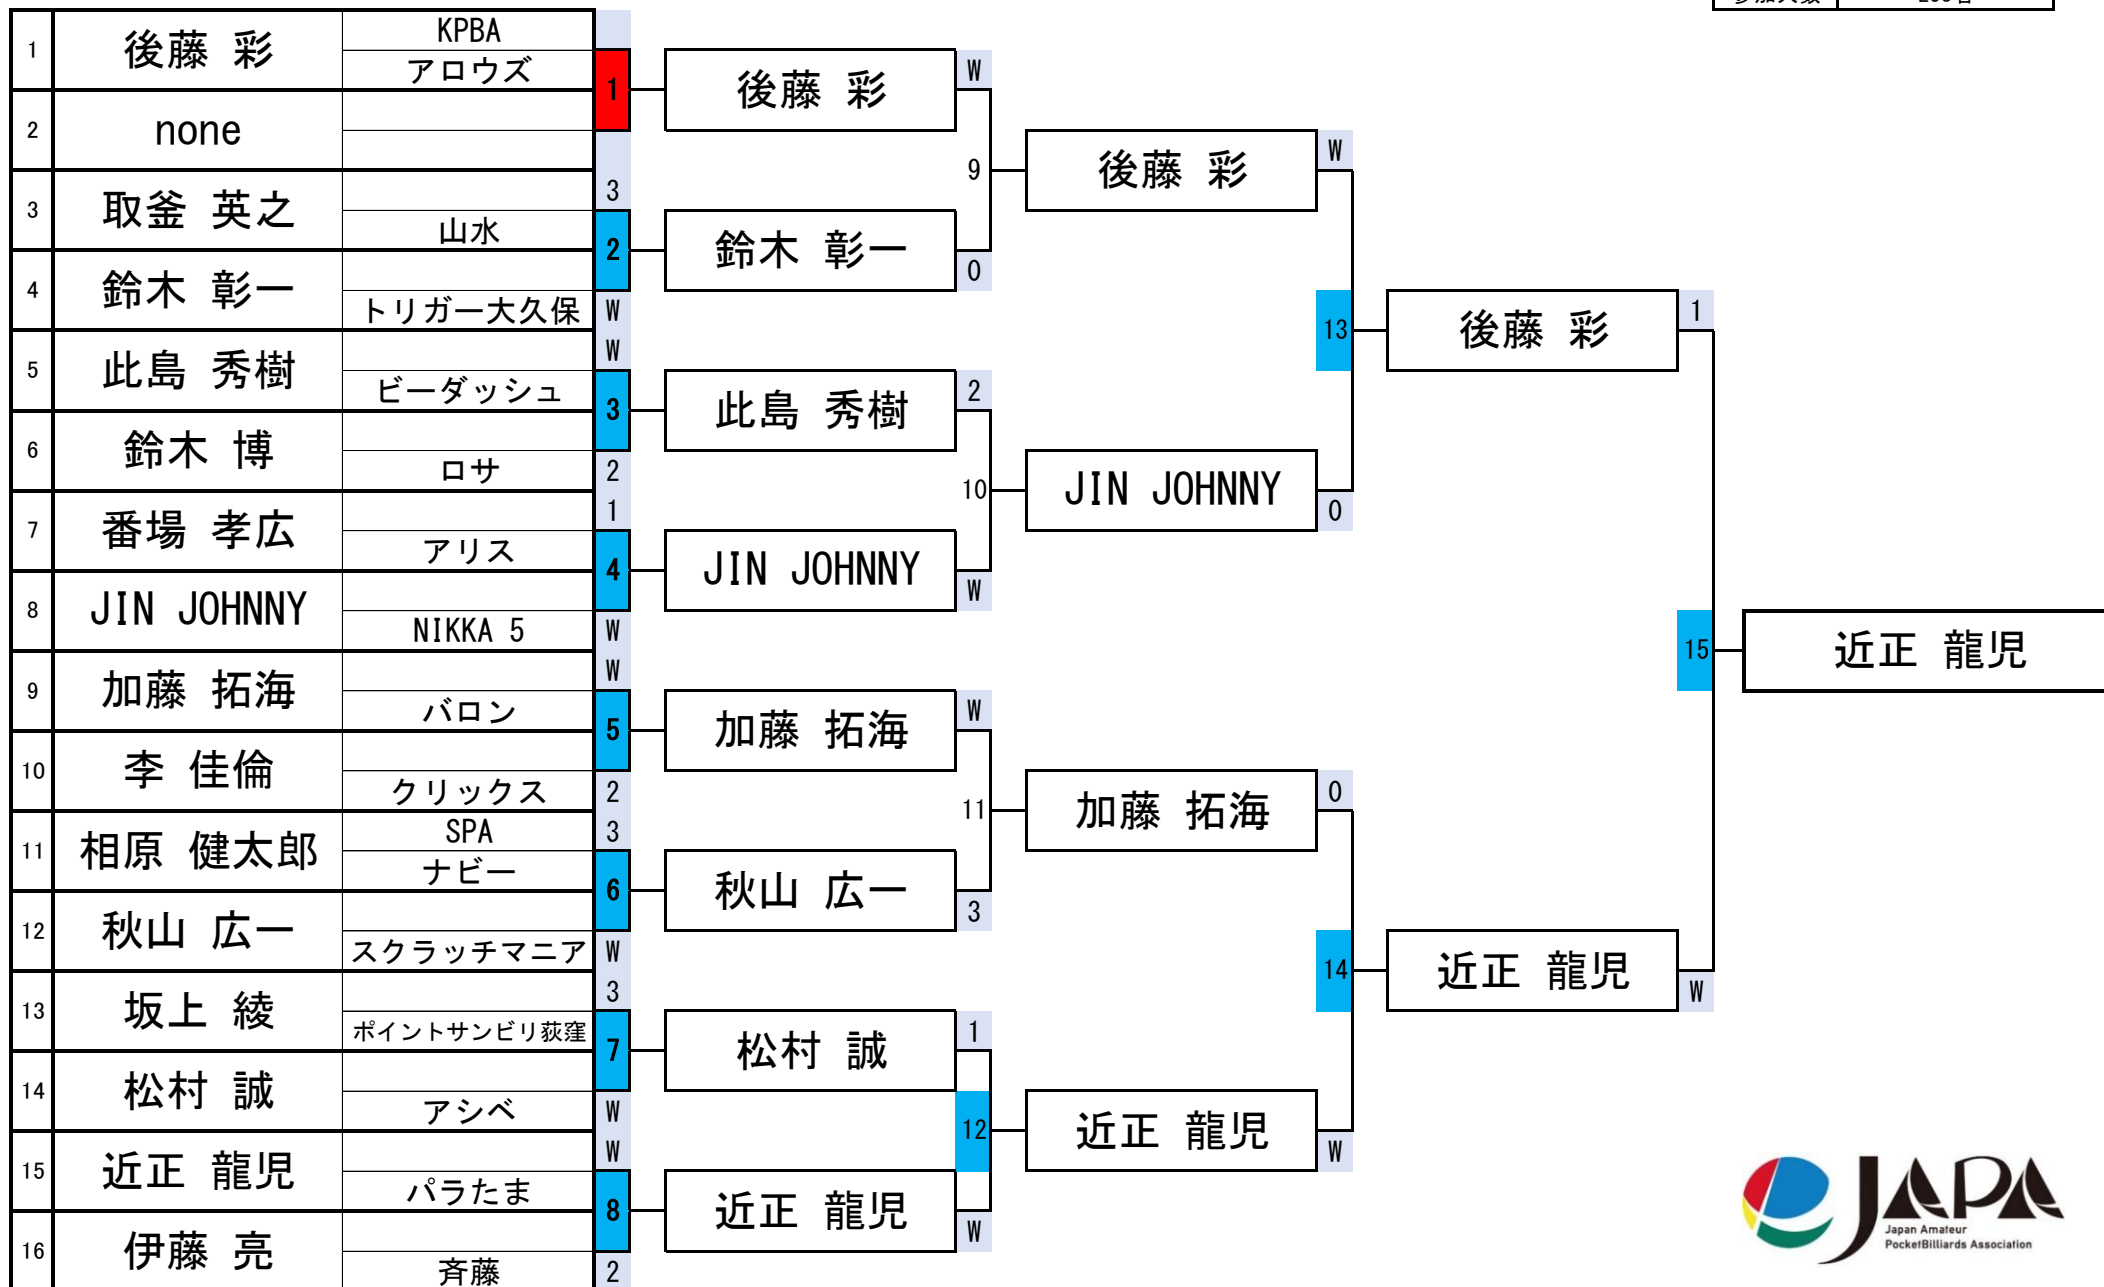 1 後藤 彩 KPBA
アロウズ
2 none
1
3 取釜 英之 3
山水
2
4 鈴木 彰一
トリガー大久保 W
5 此島 秀樹 W
ビーダッシュ
3
6 鈴木 博
ロサ 2
7 番場 孝広 1
アリス
4
8 JIN JOHNNY
NIKKA 5 W
9 加藤 拓海 W
バロン
5
10 李 佳倫
クリックス 2
11 相原 健太郎 SPA 3
ナビー
6
12 秋山 広一
スクラッチマニア W
13 坂上 綾 3
ポイントサンビリ荻窪
7
14 松村 誠
アシベ W
15 近正 龍児 W
パラたま
8
16 伊藤 亮
斉藤 2
後藤 彩 W
9
鈴木 彰一 0
此島 秀樹 2
10
JIN JOHNNY W
加藤 拓海 W
11
秋山 広一 3
松村 誠 1
12
近正 龍児 W
後藤 彩 W
13
JIN JOHNNY 0
加藤 拓海 0
14
近正 龍児 W
後藤 彩 1
15
近正 龍児 W
近正 龍児
JAPA
Japan Amateur
PocketBilliards Association